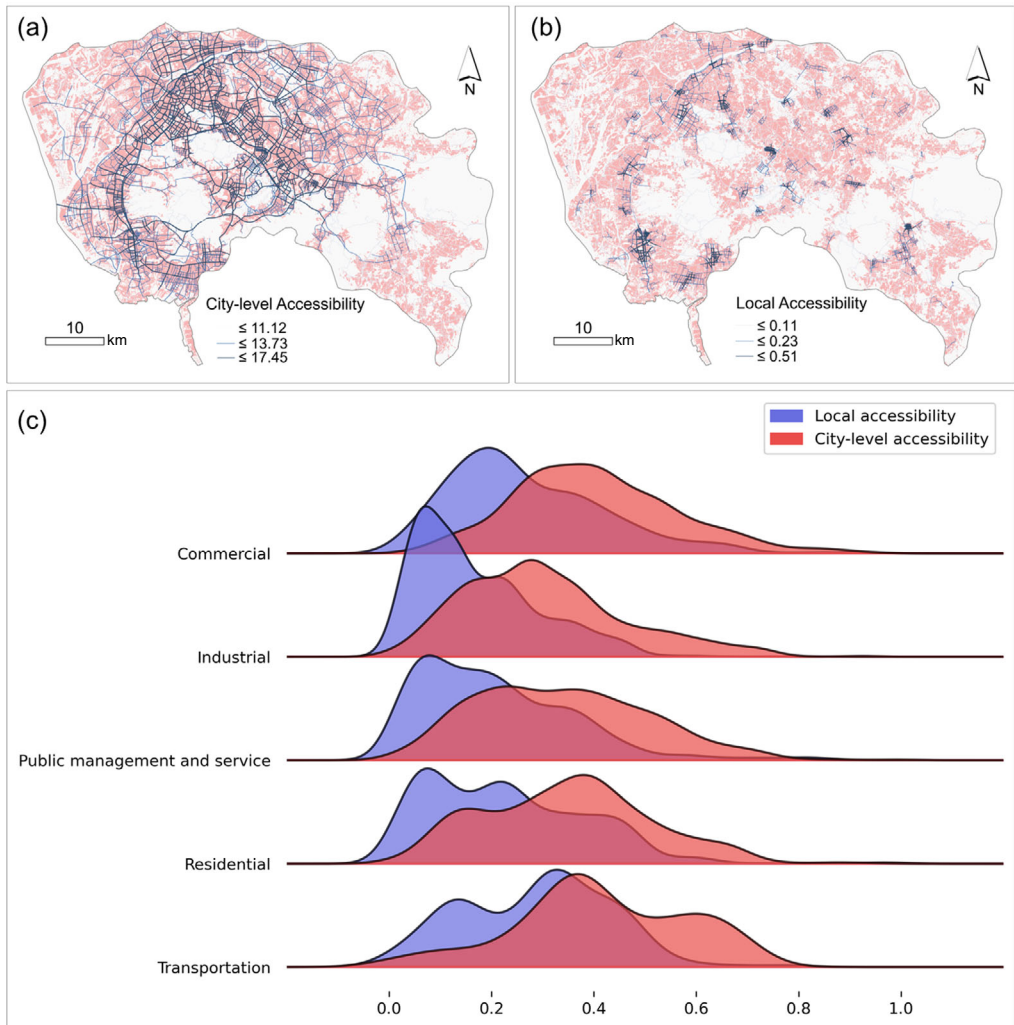 (a)
N
City-level Accessibility
≤ 11.12
≤ 13.73
≤ 17.45
10
km
(b)
N
Local Accessibility
≤ 0.11
≤ 0.23
≤ 0.51
10
km
(c)
Local accessibility
City-level accessibility
Commercial
Industrial
Public management and service
Residential
Transportation
0.0 0.2 0.4 0.6 0.8 1.0